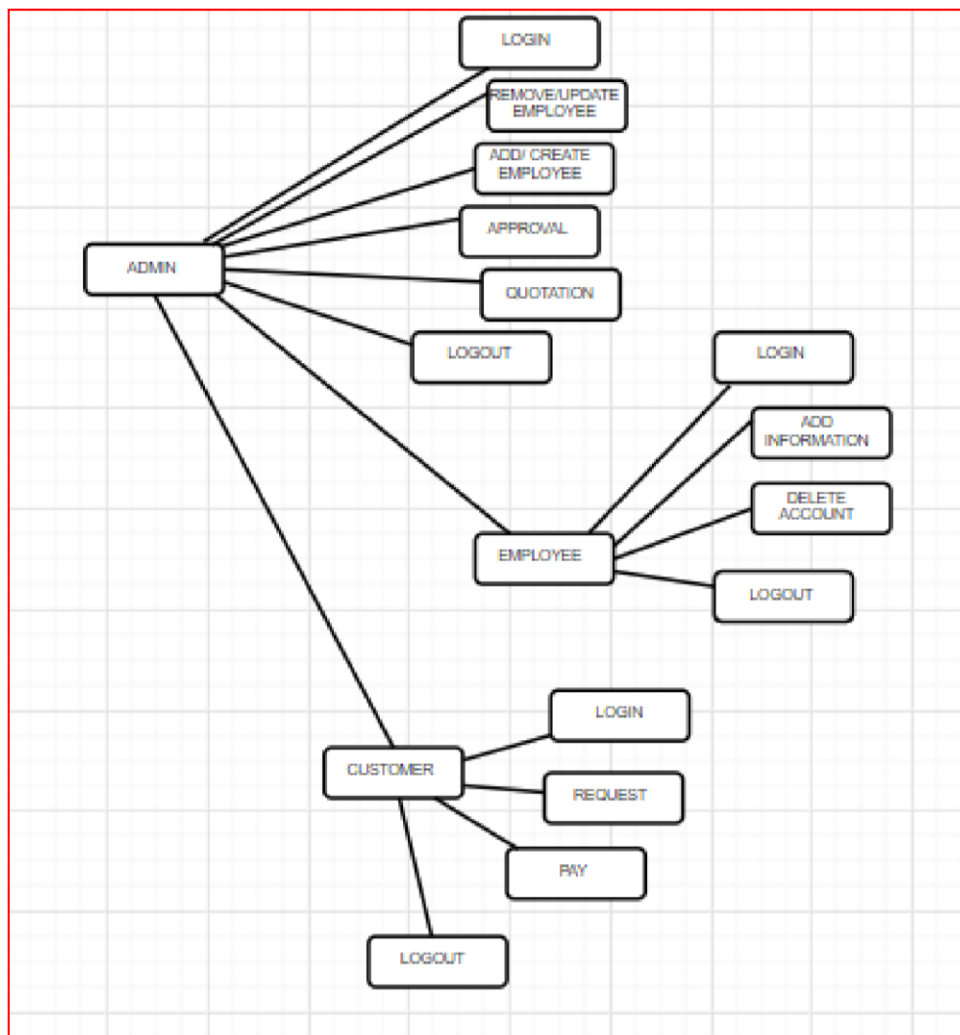 LOGIN
REMOVE/UPDATE
EMPLOYEE
ADD/ CREATE
EMPLOYEE
APPROVAL
ADMIN
QUOTATION
LOGOUT
LOGIN
ADD
INFORMATION
DELETE
ACCOUNT
EMPLOYEE
LOGOUT
LOGIN
CUSTOMER
REQUEST
PAY
LOGOUT